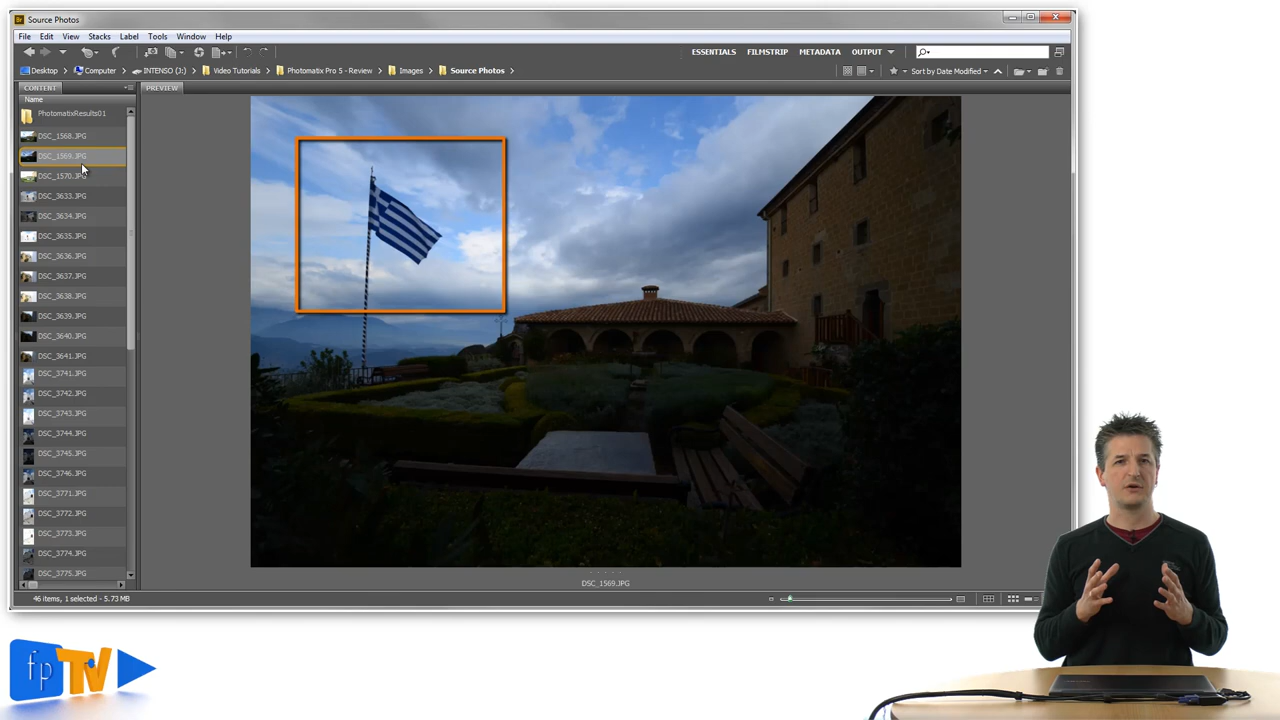 Br Source Photos
File Edit View Stacks Label Tools Window Help
ESSENTIALS FILMSTRIP METADATA OUTPUT
Desktop Computer INTENSO (J:) Video Tutorials Photomatix Pro 5 - Review Images Source Photos Sort by Date Modified
CONTENT
PREVIEW
Name
PhotomatixResults01
DSC_1568.JPG
DSC_1569.JPG
DSC_1570.JPG
DSC_3633.JPG
DSC_3634.JPG
DSC_3635.JPG
DSC_3636.JPG
DSC_3637.JPG
DSC_3638.JPG
DSC_3639.JPG
DSC_3640.JPG
DSC_3641.JPG
DSC_3741.JPG
DSC_3742.JPG
DSC_3743.JPG
DSC_3744.JPG
DSC_3745.JPG
DSC_3746.JPG
DSC_3771.JPG
DSC_3772.JPG
DSC_3773.JPG
DSC_3774.JPG
DSC_3775.JPG
DSC_1569.JPG
46 items, 1 selected - 5.73 MB
fp TV